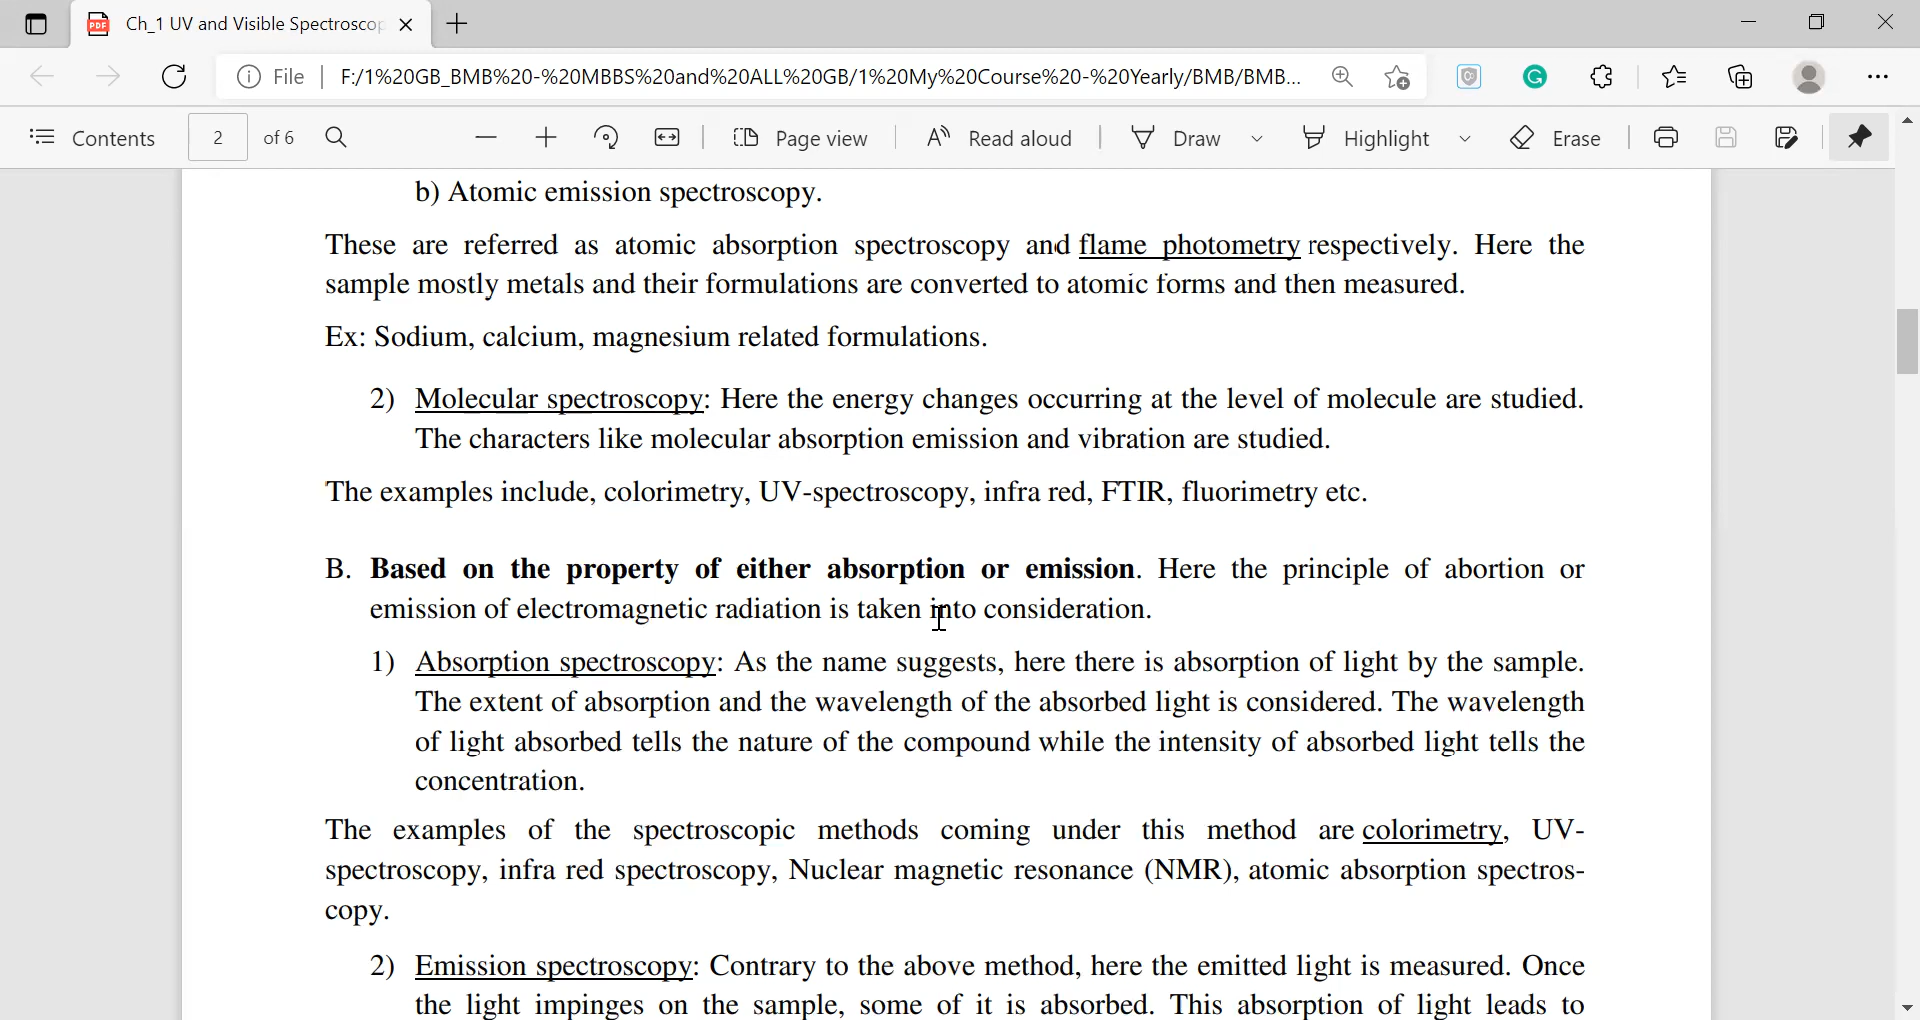 Ch_1 UV and Visible Spectroscop
File
F:/1%20GB_BMB%20-%20MBBS%20and%20ALL%20GB/1%20My%20Course%20-%20Yearly/BMB/BMB...
Contents 2 of 6 Page view Read aloud Draw Highlight Erase
b) Atomic emission spectroscopy.
These are referred as atomic absorption spectroscopy and flame photometry respectively. Here the
sample mostly metals and their formulations are converted to atomic forms and then measured.
Ex: Sodium, calcium, magnesium related formulations.
2) Molecular spectroscopy: Here the energy changes occurring at the level of molecule are studied.
The characters like molecular absorption emission and vibration are studied.
The examples include, colorimetry, UV-spectroscopy, infra red, FTIR, fluorimetry etc.
B. Based on the property of either absorption or emission. Here the principle of abortion or
emission of electromagnetic radiation is taken into consideration.
1) Absorption spectroscopy: As the name suggests, here there is absorption of light by the sample.
The extent of absorption and the wavelength of the absorbed light is considered. The wavelength
of light absorbed tells the nature of the compound while the intensity of absorbed light tells the
concentration.
The examples of the spectroscopic methods coming under this method are colorimetry, UV-
spectroscopy, infra red spectroscopy, Nuclear magnetic resonance (NMR), atomic absorption spectros-
copy.
2) Emission spectroscopy: Contrary to the above method, here the emitted light is measured. Once
the light impinges on the sample, some of it is absorbed. This absorption of light leads to